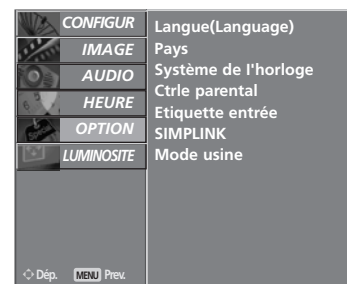 CONFIGUR
IMAGE
AUDIO
HEURE
OPTION
LUMINOSITE
Langue(Language)
Pays
Système de l'horloge
Ctrle parental
Etiquette entrée
SIMPLINK
Mode usine
Dép. MENU Prev.